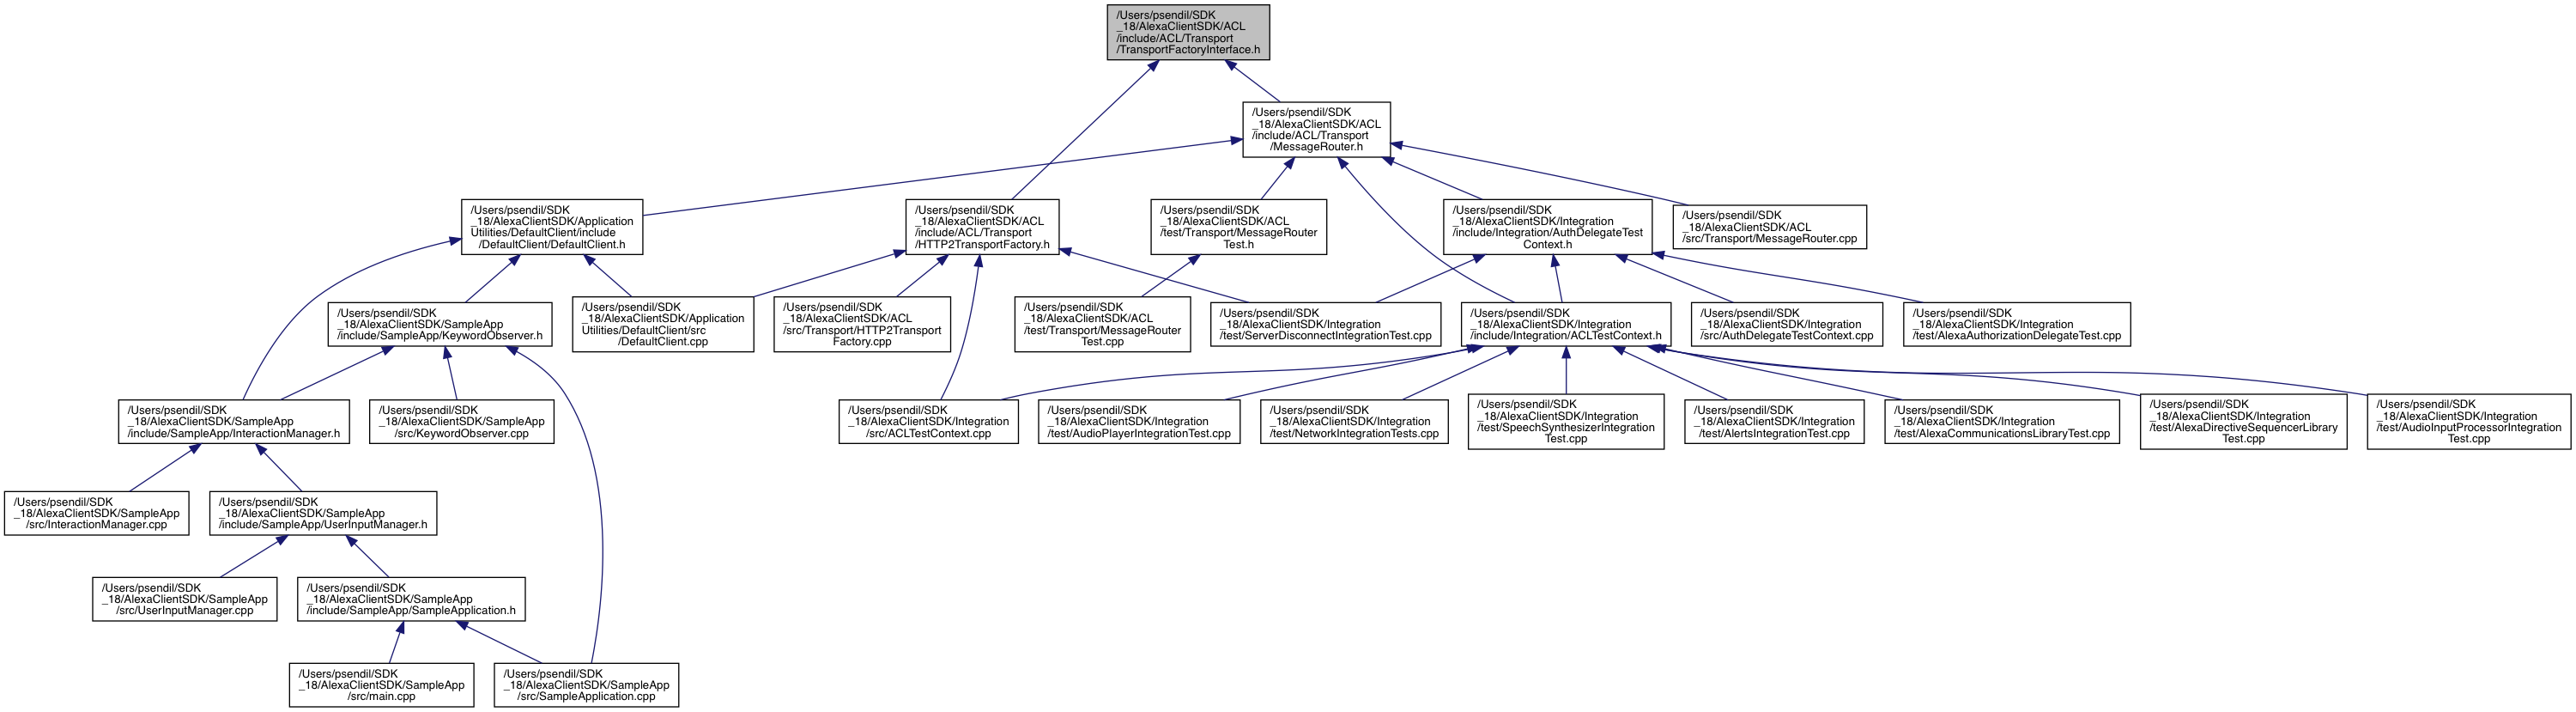 /Users/psendil/SDK
_18/AlexaClientSDK/ACL
/include/ACL/Transport
/TransportFactoryInterface.h
/Users/psendil/SDK
_18/AlexaClientSDK/ACL
/include/ACL/Transport
/MessageRouter.h
/Users/psendil/SDK
_18/AlexaClientSDK/Application
Utilities/DefaultClient/include
/DefaultClient/DefaultClient.h
/Users/psendil/SDK
_18/AlexaClientSDK/ACL
/include/ACL/Transport
/HTTP2TransportFactory.h
/Users/psendil/SDK
_18/AlexaClientSDK/ACL
/test/Transport/MessageRouter
Test.h
/Users/psendil/SDK
_18/AlexaClientSDK/Integration
/include/Integration/AuthDelegateTest
Context.h
/Users/psendil/SDK
_18/AlexaClientSDK/ACL
/src/Transport/MessageRouter.cpp
/Users/psendil/SDK
_18/AlexaClientSDK/SampleApp
/include/SampleApp/KeywordObserver.h
/Users/psendil/SDK
_18/AlexaClientSDK/Application
Utilities/DefaultClient/src
/DefaultClient.cpp
/Users/psendil/SDK
_18/AlexaClientSDK/ACL
/src/Transport/HTTP2Transport
Factory.cpp
/Users/psendil/SDK
_18/AlexaClientSDK/ACL
/test/Transport/MessageRouter
Test.cpp
/Users/psendil/SDK
_18/AlexaClientSDK/Integration
/test/ServerDisconnectIntegrationTest.cpp
/Users/psendil/SDK
_18/AlexaClientSDK/Integration
/include/Integration/ACLTestContext.h
/Users/psendil/SDK
_18/AlexaClientSDK/Integration
/src/AuthDelegateTestContext.cpp
/Users/psendil/SDK
_18/AlexaClientSDK/Integration
/test/AlexaAuthorizationDelegateTest.cpp
/Users/psendil/SDK
_18/AlexaClientSDK/SampleApp
/include/SampleApp/InteractionManager.h
/Users/psendil/SDK
_18/AlexaClientSDK/SampleApp
/src/KeywordObserver.cpp
/Users/psendil/SDK
_18/AlexaClientSDK/Integration
/src/ACLTestContext.cpp
/Users/psendil/SDK
_18/AlexaClientSDK/Integration
/test/AudioPlayerIntegrationTest.cpp
/Users/psendil/SDK
_18/AlexaClientSDK/Integration
/test/NetworkIntegrationTests.cpp
/Users/psendil/SDK
_18/AlexaClientSDK/Integration
/test/SpeechSynthesizerIntegration
Test.cpp
/Users/psendil/SDK
_18/AlexaClientSDK/Integration
/test/AlertsIntegrationTest.cpp
/Users/psendil/SDK
_18/AlexaClientSDK/Integration
/test/AlexaCommunicationsLibraryTest.cpp
/Users/psendil/SDK
_18/AlexaClientSDK/Integration
/test/AlexaDirectiveSequencerLibrary
Test.cpp
/Users/psendil/SDK
_18/AlexaClientSDK/Integration
/test/AudioInputProcessorIntegration
Test.cpp
/Users/psendil/SDK
_18/AlexaClientSDK/SampleApp
/src/InteractionManager.cpp
/Users/psendil/SDK
_18/AlexaClientSDK/SampleApp
/include/SampleApp/UserInputManager.h
/Users/psendil/SDK
_18/AlexaClientSDK/SampleApp
/src/UserInputManager.cpp
/Users/psendil/SDK
_18/AlexaClientSDK/SampleApp
/include/SampleApp/SampleApplication.h
/Users/psendil/SDK
_18/AlexaClientSDK/SampleApp
/src/main.cpp
/Users/psendil/SDK
_18/AlexaClientSDK/SampleApp
/src/SampleApplication.cpp